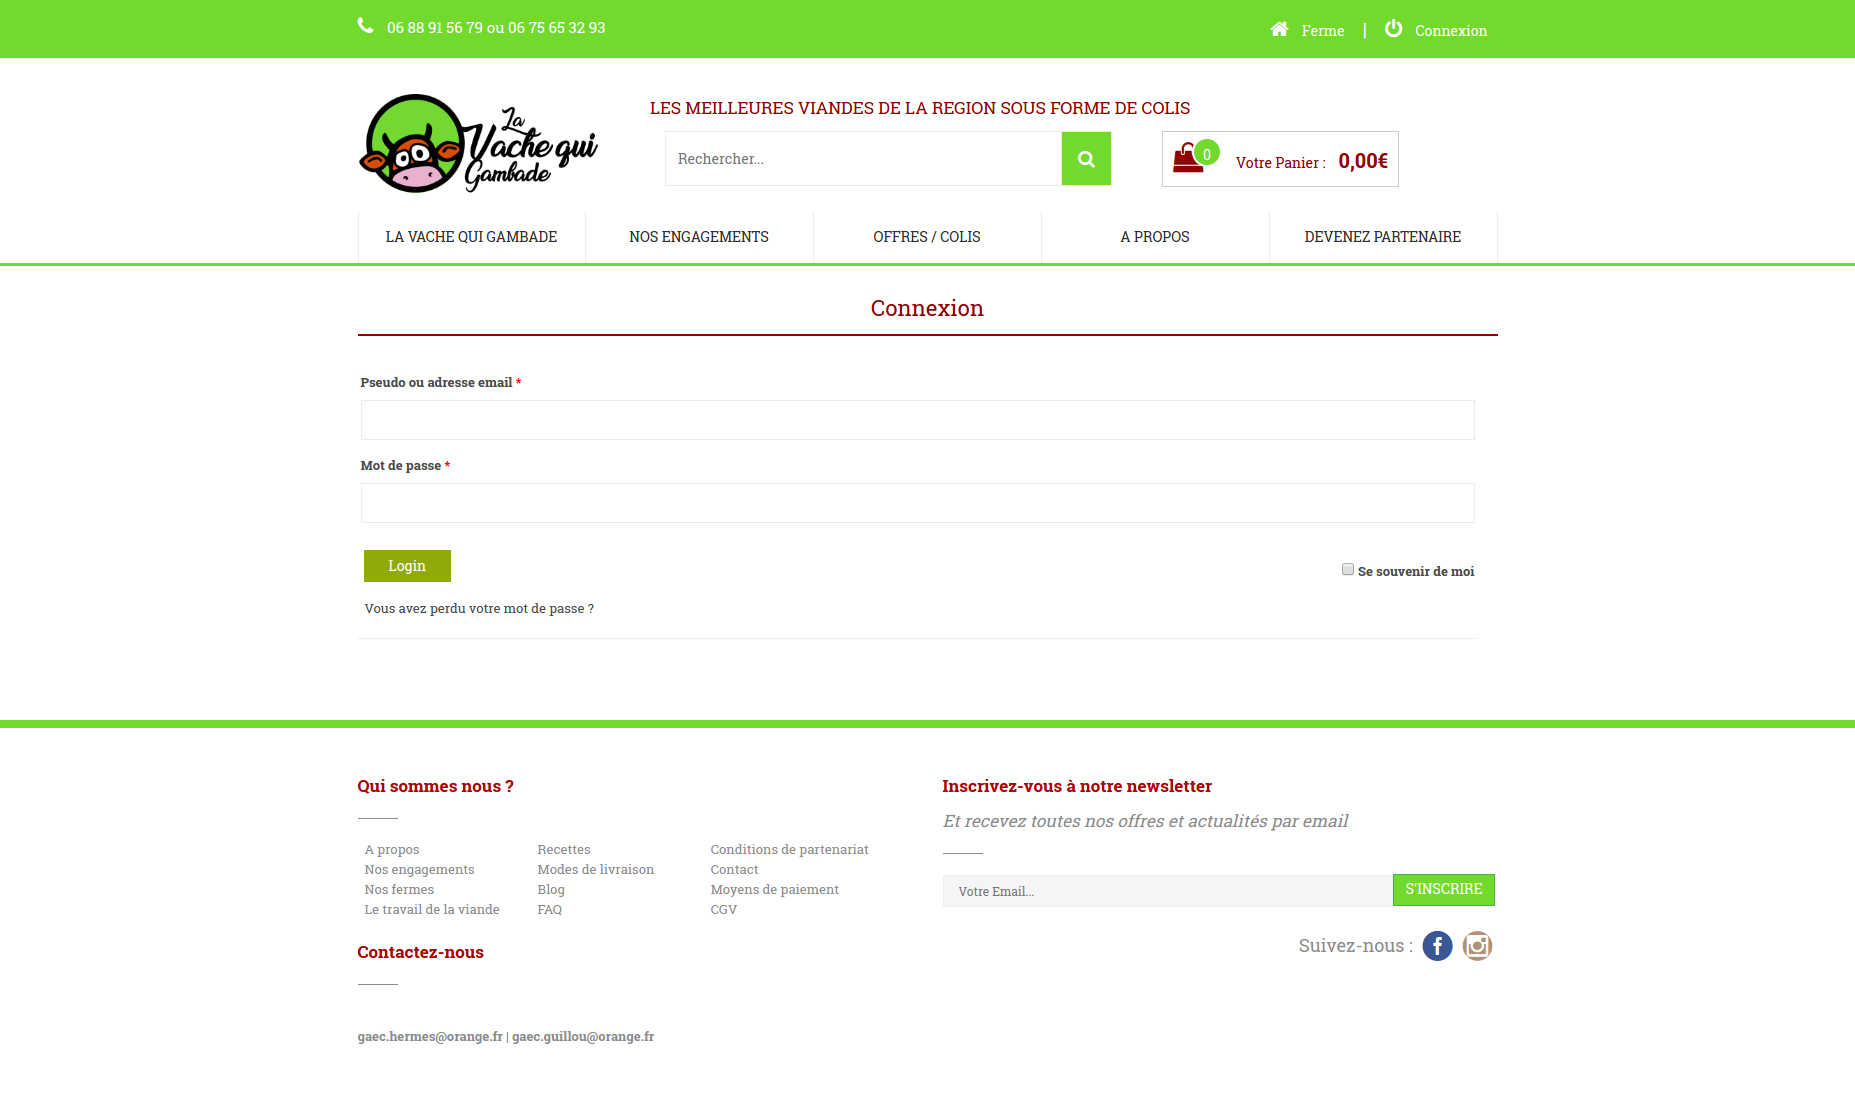 06 88 91 56 79 ou 06 75 65 32 93
Ferme | Connexion
La
Vache qui
Gambade
LES MEILLEURES VIANDES DE LA REGION SOUS FORME DE COLIS
Rechercher...
0
Votre Panier : 0,00€
LA VACHE QUI GAMBADE
NOS ENGAGEMENTS
OFFRES / COLIS
A PROPOS
DEVENEZ PARTENAIRE
Connexion
Pseudo ou adresse email *
Mot de passe *
Login
Se souvenir de moi
Vous avez perdu votre mot de passe ?
Qui sommes nous ?
A propos
Nos engagements
Nos fermes
Le travail de la viande
Recettes
Modes de livraison
Blog
FAQ
Conditions de partenariat
Contact
Moyens de paiement
CGV
Contactez-nous
gaec.hermes@orange.fr | gaec.guillou@orange.fr
Inscrivez-vous à notre newsletter
Et recevez toutes nos offres et actualités par email
Votre Email...
S'INSCRIRE
Suivez-nous :